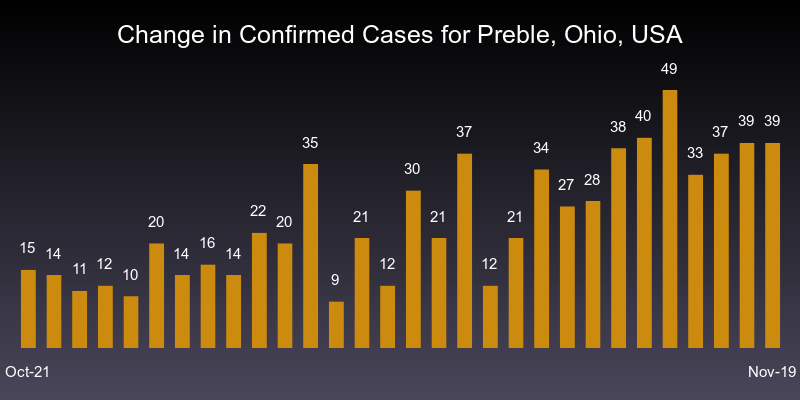 Change in Confirmed Cases for Preble, Ohio, USA
15 14 11 12 10 20 14 16 14 22 20 35 9 21 12 30 21 37 12 21 34 27 28 38 40 49 33 37 39 39
Oct-21 Nov-19